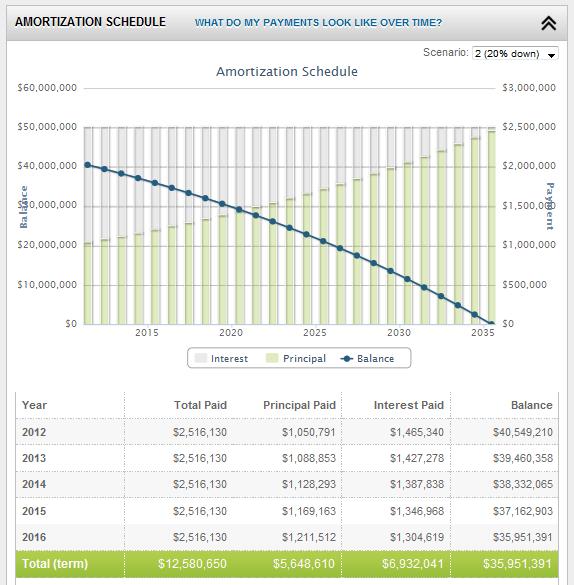 AMORTIZATION SCHEDULE WHAT DO MY PAYMENTS LOOK LIKE OVER TIME?
Scenario: 2 (20% down)
Amortization Schedule
$60,000,000 $3,000,000
$50,000,000 $2,500,000
$40,000,000 $2,000,000
$30,000,000 $1,500,000
$20,000,000 $1,000,000
$10,000,000 $500,000
$0 $0
Balance
Payment
2015 2020 2025 2030 2035
Interest Principal Balance
Year Total Paid Principal Paid Interest Paid Balance
2012 $2,516,130 $1,050,791 $1,465,340 $40,549,210
2013 $2,516,130 $1,088,853 $1,427,278 $39,460,358
2014 $2,516,130 $1,128,293 $1,387,838 $38,332,065
2015 $2,516,130 $1,169,163 $1,346,968 $37,162,903
2016 $2,516,130 $1,211,512 $1,304,619 $35,951,391
Total (term) $12,580,650 $5,648,610 $6,932,041 $35,951,391